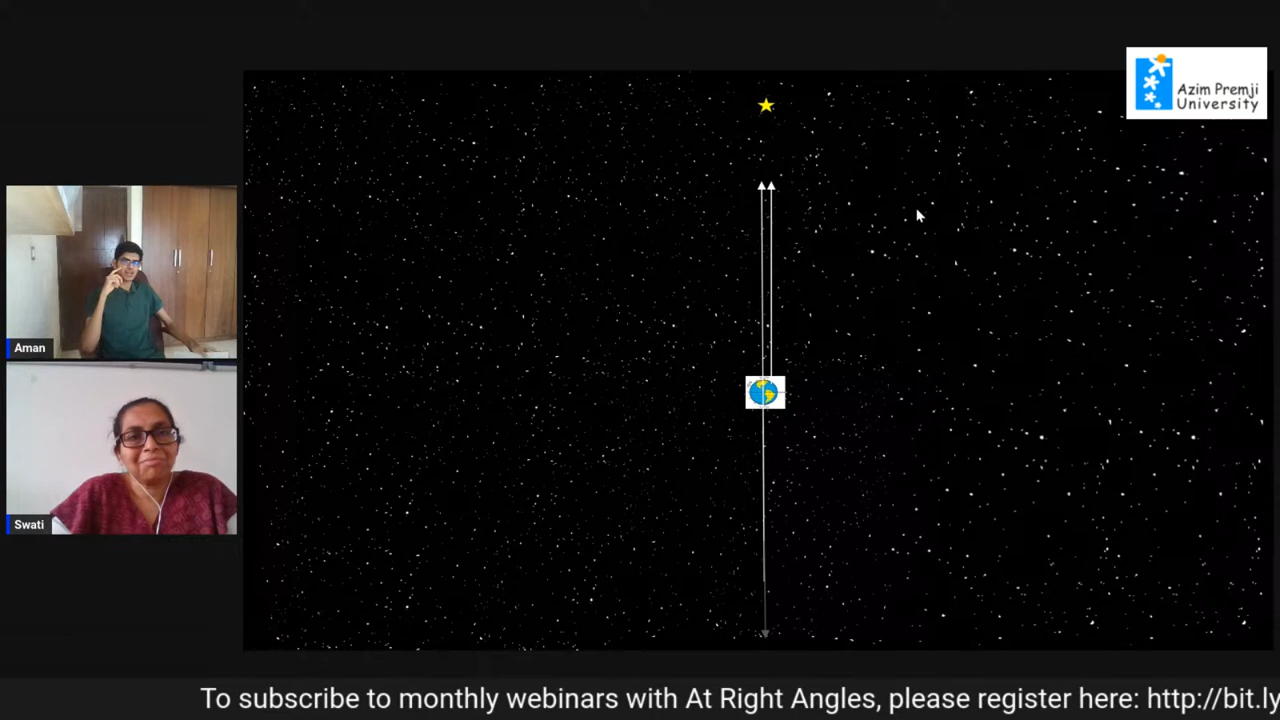 Azim Premji
University
Aman
Swati
To subscribe to monthly webinars with At Right Angles, please register here: http://bit.ly